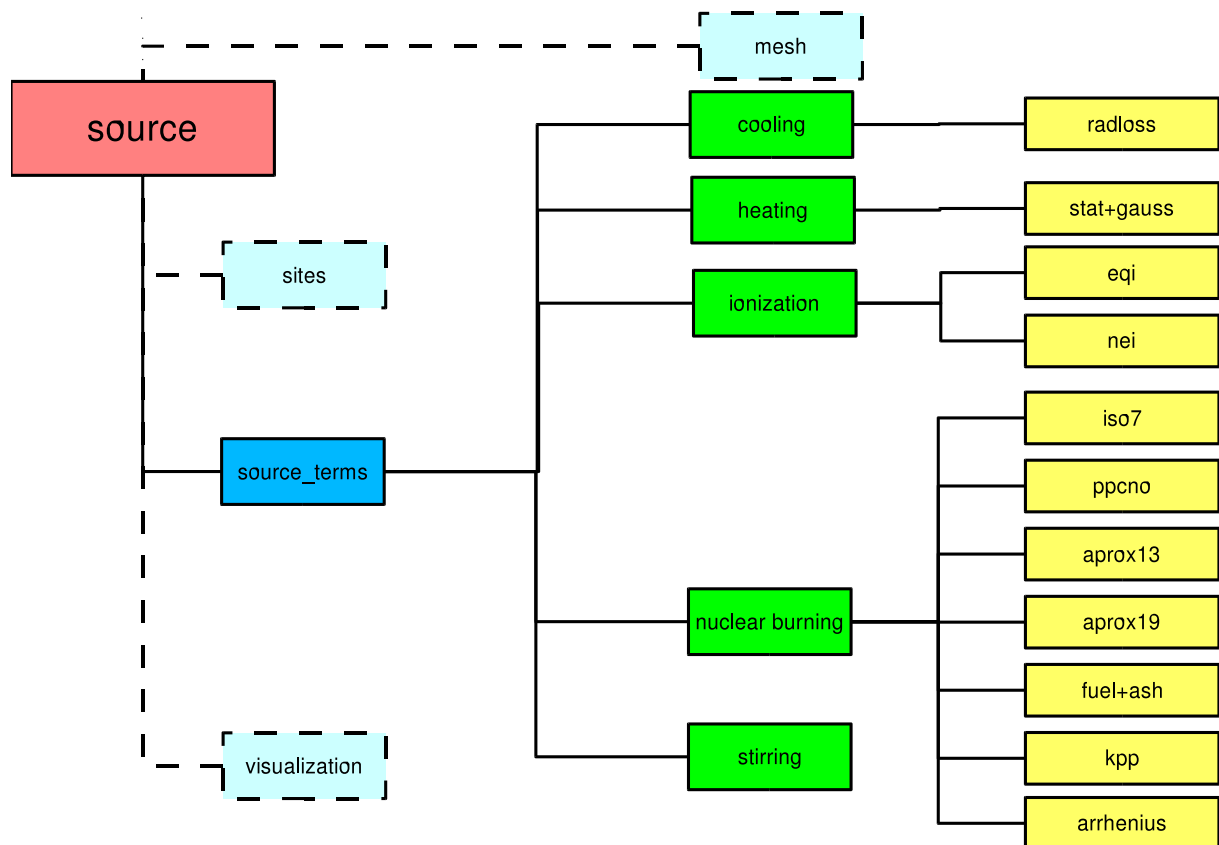 mesh
source
cooling
radloss
heating
stat+gauss
sites
eqi
ionization
nei
iso7
source_terms
ppcno
aprox13
nuclear burning
aprox19
fuel+ash
visualization
stirring
kpp
arrhenius